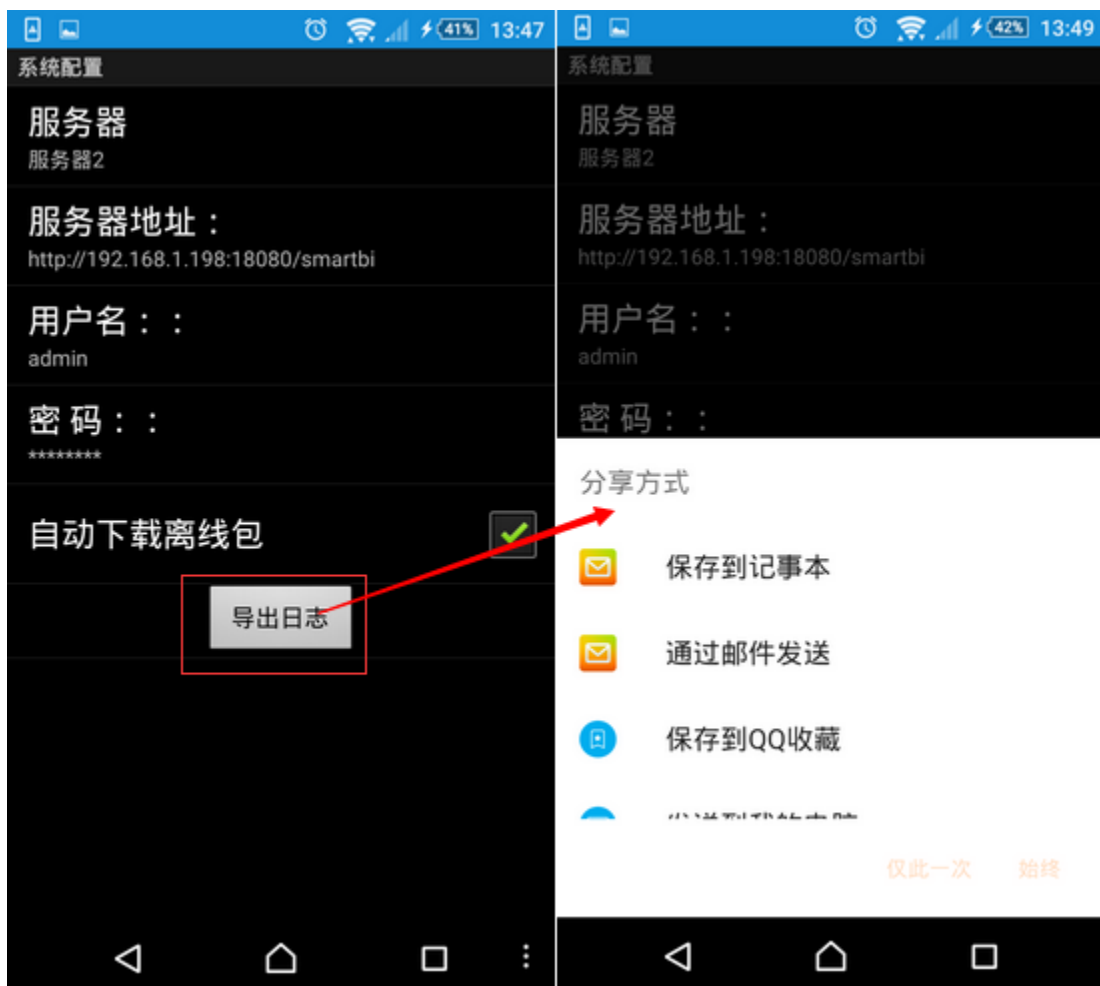 41% 13:47
系统配置
服务器
服务器2
服务器地址：
http://192.168.1.198:18080/smartbi
用户名：：
admin
密 码：：
********
自动下载离线包
导出日志
42% 13:49
系统配置
服务器
服务器2
服务器地址：
http://192.168.1.198:18080/smartbi
用户名：：
admin
密 码：：
分享方式
保存到记事本
通过邮件发送
保存到QQ收藏
仅此一次 始终